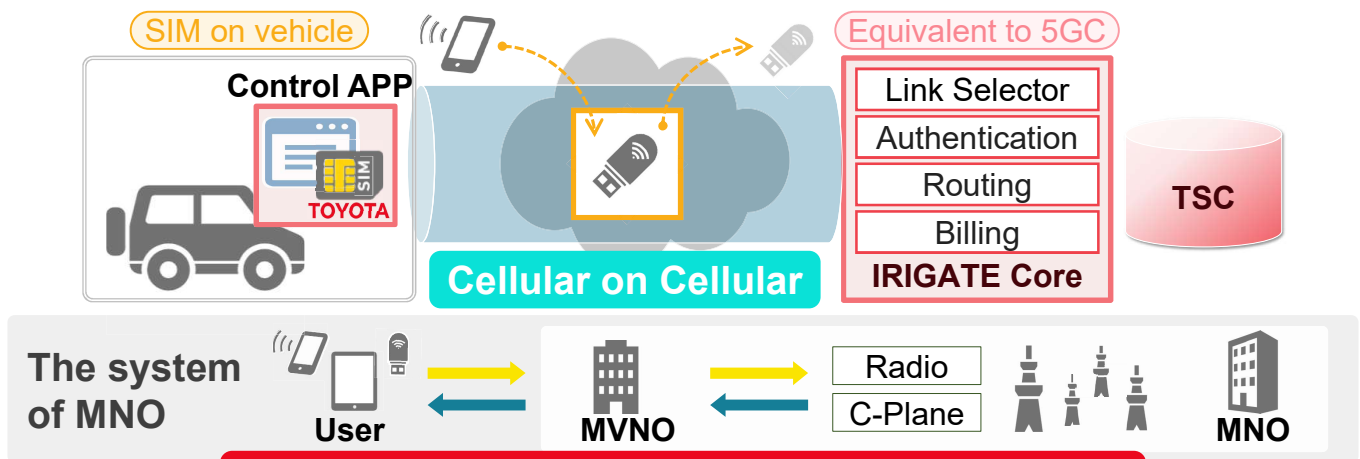 SIM on vehicle
Equivalent to 5GC
Control APP
SIM
TOYOTA
Link Selector
Authentication
Routing
Billing
IRIGATE Core
TSC
Cellular on Cellular
The system
of MNO
User
MVNO
Radio
C-Plane
MNO